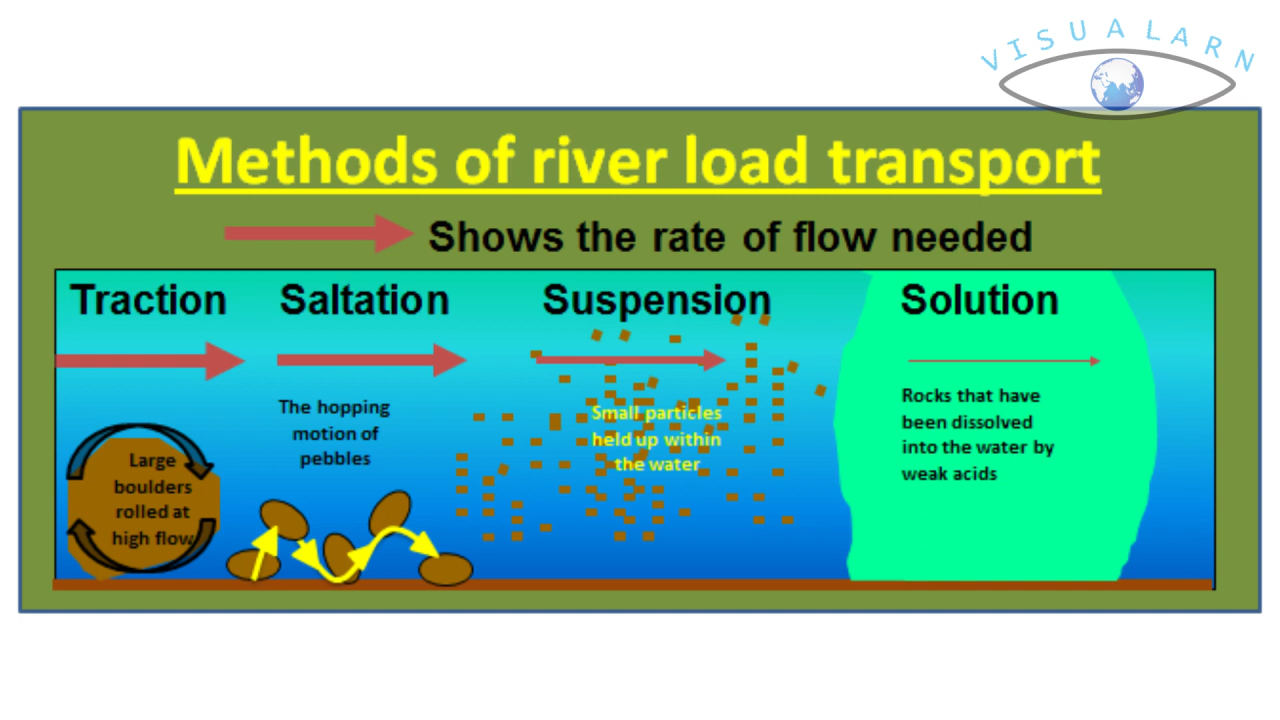 VISUALARN
Methods of river load transport
Shows the rate of flow needed
Traction
Saltation
Suspension
Solution
Large
boulders
rolled at
high flow
The hopping
motion of
pebbles
Small particles
held up within
the water
Rocks that have
been dissolved
into the water by
weak acids